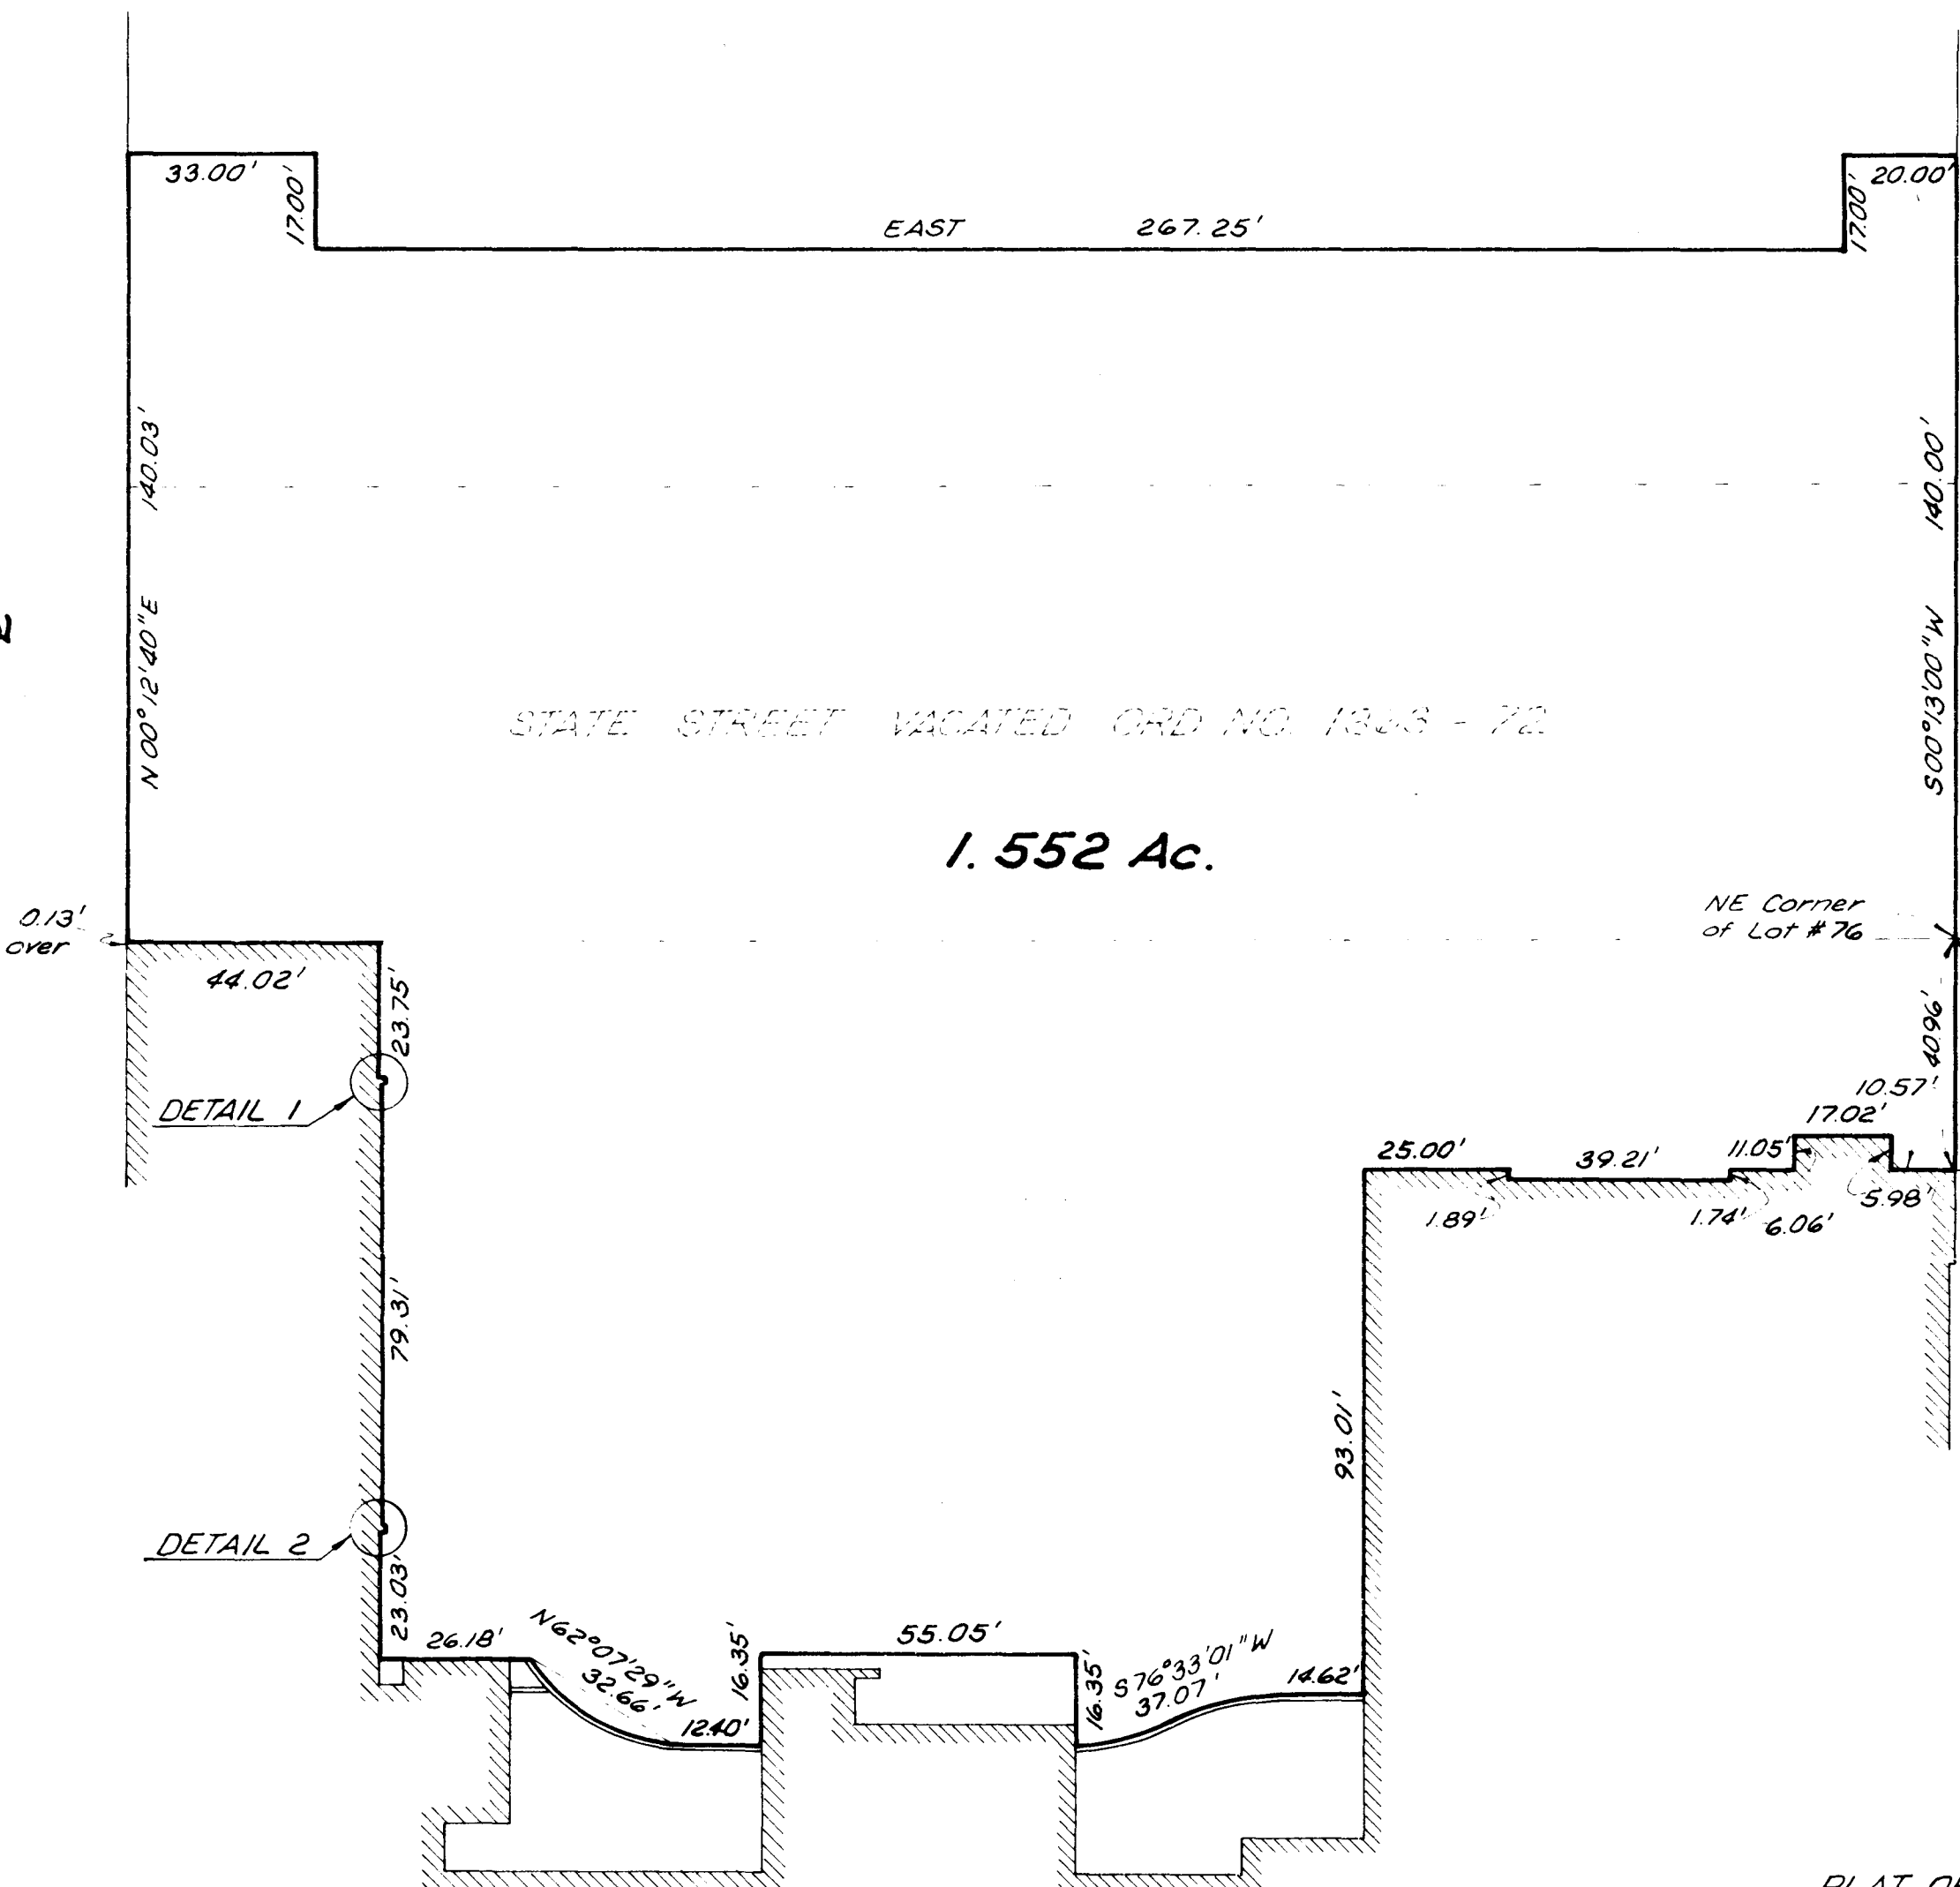 33.00'
17.00'
EAST 267.25'
17.00'
20.00'
140.03'
N 00° 12' 40" E
140.00'
S00°13'00" W
STATE STREET VACATED ORD NO.
1.552 Ac.
0.13'
over
NE Corner
of Lot #76
44.02'
23.75'
40.96'
DETAIL 1
10.57'
17.02'
25.00'
39.21'
11.05'
1.89'
1.74'
6.06'
5.98'
79.31'
93.01'
DETAIL 2
23.03'
26.18'
N62°07'29"W
32.66'
12.40'
16.35'
55.05'
16.35'
S76°33'01"W
37.07'
14.62'
PLAT